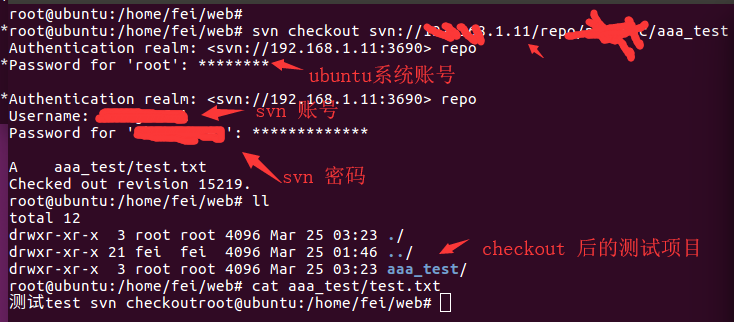 root@ubuntu:/home/fei/web#
*root@ubuntu:/home/fei/web# svn checkout svn://1 .1.11/repo/ C/aaa_test
Authentication realm: <svn://192.168.1.11:3690> repo
*Password for 'root': ********
ubuntu系统账号
*Authentication realm: <svn://192.168.1.11:3690> repo
Username: svn 账号
Password for ' ': *************
svn 密码
A    aaa_test/test.txt
Checked out revision 15219.
root@ubuntu:/home/fei/web# ll
total 12
drwxr-xr-x  3 root root 4096 Mar 25 03:23 ./
drwxr-xr-x 21 fei  fei  4096 Mar 25 01:46 ../ checkout 后的测试项目
drwxr-xr-x  3 root root 4096 Mar 25 03:23 aaa_test/
root@ubuntu:/home/fei/web# cat aaa_test/test.txt
测试test svn checkoutroot@ubuntu:/home/fei/web#